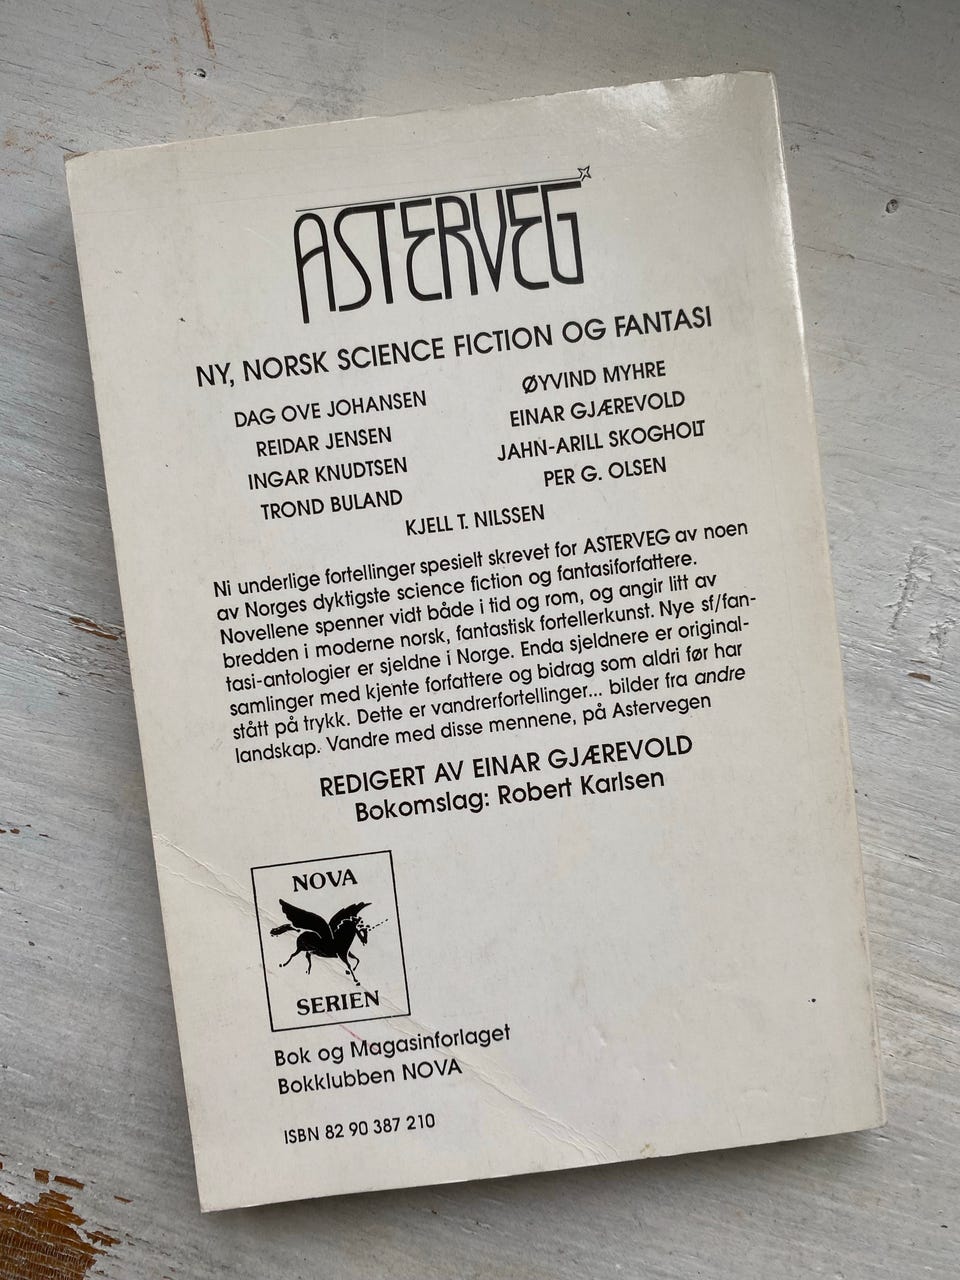 ASTERVEG
NY, NORSK SCIENCE FICTION OG FANTASI
DAG OVE JOHANSEN
REIDAR JENSEN
INGAR KNUDTSEN
TROND BULAND
ØYVIND MYHRE
EINAR GJÆREVOLD
JAHN-ARILL SKOGHOLT
PER G. OLSEN
KJELL T. NILSSEN
Ni underlige fortellinger spesielt skrevet for ASTERVEG av noen
av Norges dyktigste science fiction og fantasiforfattere.
Novellene spenner vidt både i tid og rom, og angir litt av
bredden i moderne norsk, fantastisk fortellerkunst. Nye sf/fan-
tasi-antologier er sjeldne i Norge. Enda sjeldnere er original-
samlinger med kjente forfattere og bidrag som aldri før har
stått på trykk. Dette er vandrerfortellinger... bilder fra andre
landskap. Vandre med disse mennene, på Astervegen
REDIGERT AV EINAR GJÆREVOLD
Bokomslag: Robert Karlsen
NOVA
SERIEN
Bok og Magasinforlaget
Bokklubben NOVA
ISBN 82 90 387 210